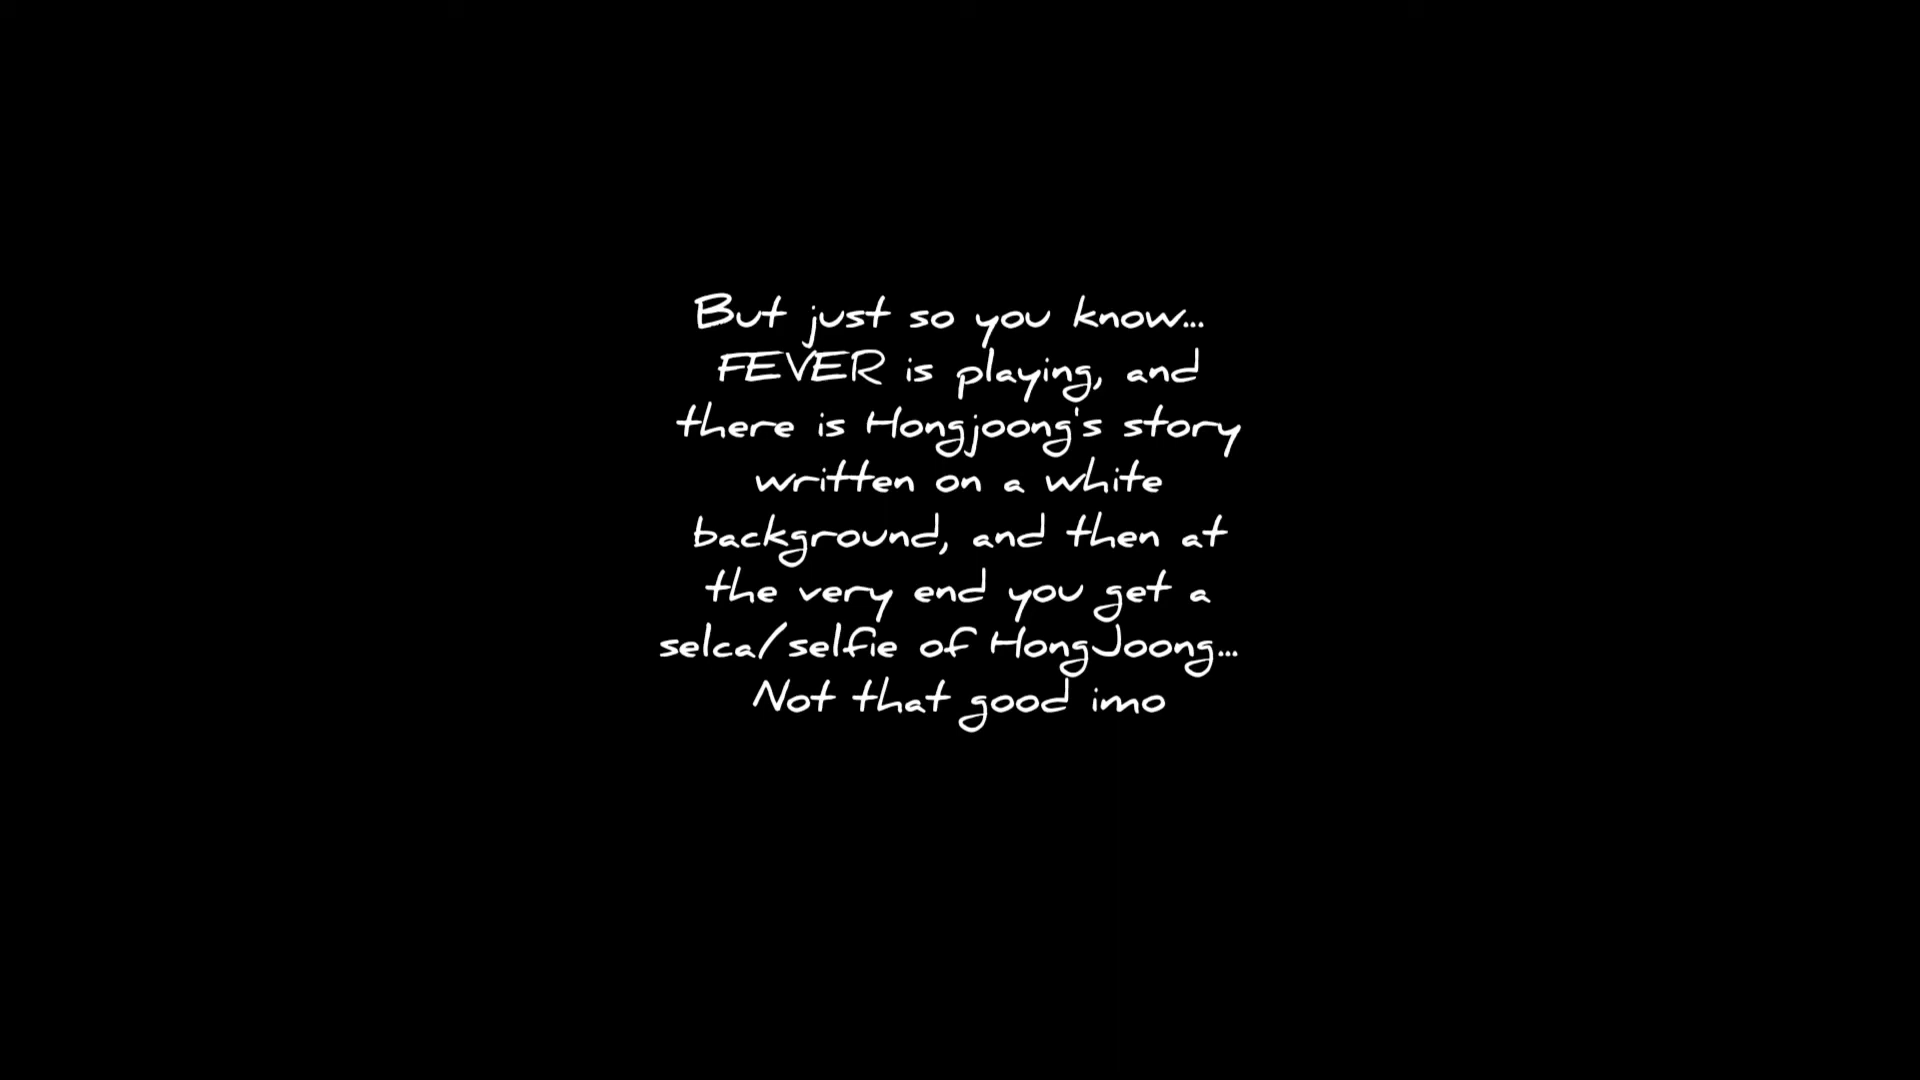 But just so you know...
FEVER is playing, and
there is Hongjoong's story
written on a white
background, and then at
the very end you get a
selca/selfie of HongJoong...
Not that good imo